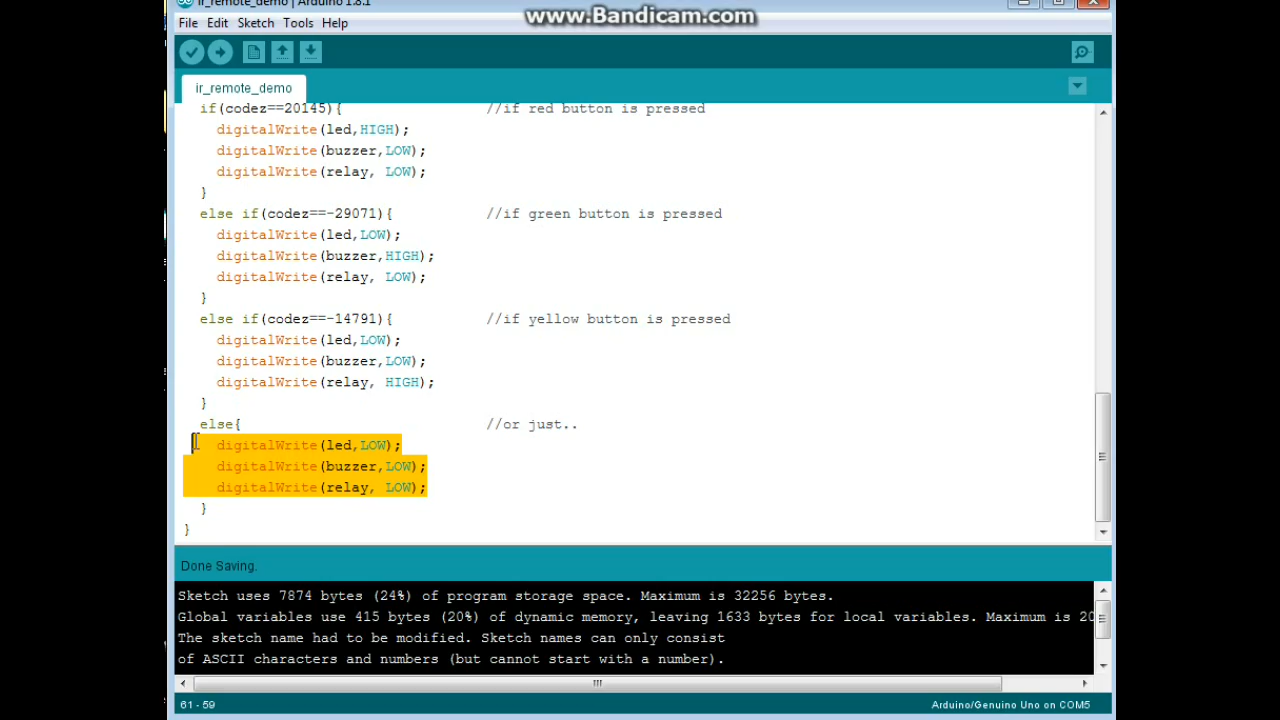 ir_remote_demo | Arduino 1.8.1
www.Bandicam.com
File Edit Sketch Tools Help
ir_remote_demo
if(codez==20145){ //if red button is pressed
digitalWrite(led,HIGH);
digitalWrite(buzzer,LOW);
digitalWrite(relay, LOW);
}
else if(codez==-29071){ //if green button is pressed
digitalWrite(led,LOW);
digitalWrite(buzzer,HIGH);
digitalWrite(relay, LOW);
}
else if(codez==-14791){ //if yellow button is pressed
digitalWrite(led,LOW);
digitalWrite(buzzer,LOW);
digitalWrite(relay, HIGH);
}
else{ //or just..
digitalWrite(led,LOW);
digitalWrite(buzzer,LOW);
digitalWrite(relay, LOW);
}
}
Done Saving.
Sketch uses 7874 bytes (24%) of program storage space. Maximum is 32256 bytes.
Global variables use 415 bytes (20%) of dynamic memory, leaving 1633 bytes for local variables. Maximum is 20
The sketch name had to be modified. Sketch names can only consist
of ASCII characters and numbers (but cannot start with a number).
61 - 59 Arduino/Genuino Uno on COM5